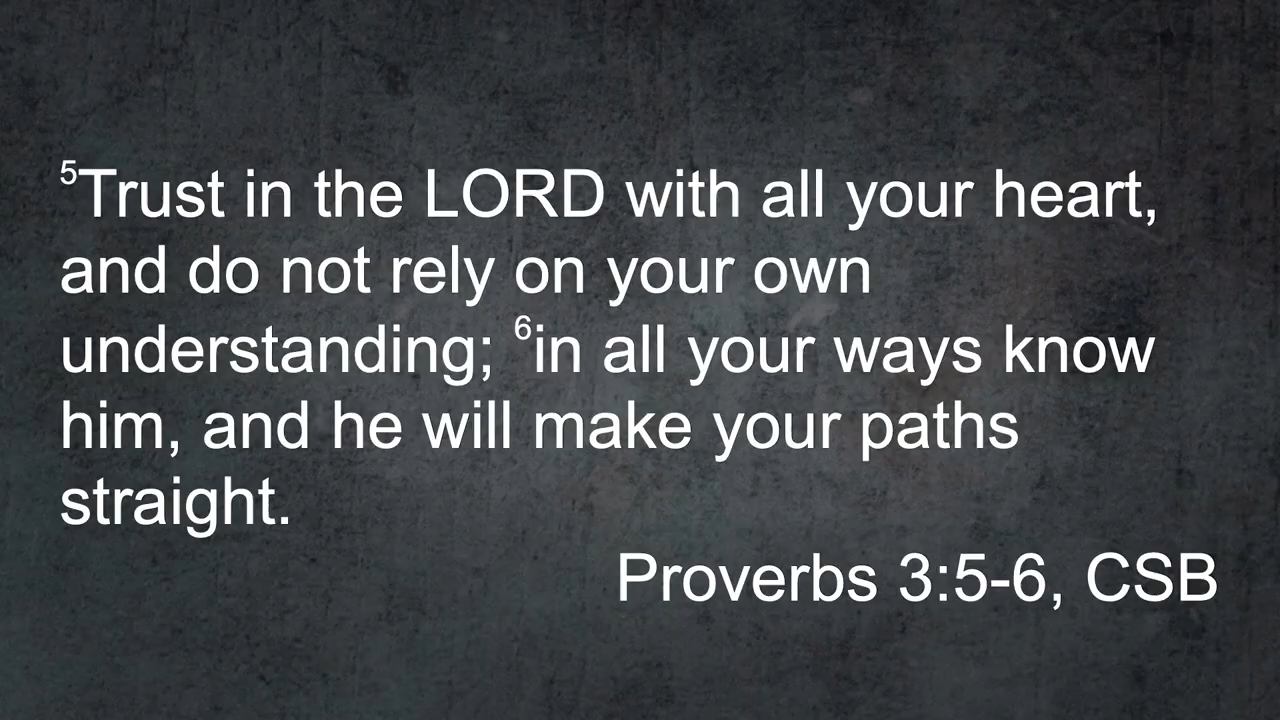 ⁵Trust in the LORD with all your heart,
and do not rely on your own
understanding; ⁶in all your ways know
him, and he will make your paths
straight.
Proverbs 3:5-6, CSB